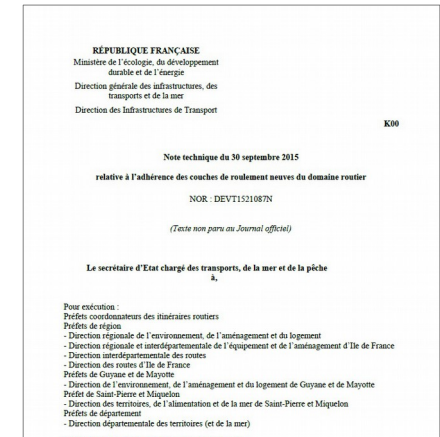 RÉPUBLIQUE FRANÇAISE
Ministère de l'écologie, du développement
durable et de l'énergie
Direction générale des infrastructures, des
transports et de la mer
Direction des Infrastructures de Transport
K00
Note technique du 30 septembre 2015
relative à l'adhérence des couches de roulement neuves du domaine routier
NOR : DEVT1521087N
(Texte non paru au Journal officiel)
Le secrétaire d'Etat chargé des transports, de la mer et de la pêche
à,
Pour exécution :
Préfets coordonnateurs des itinéraires routiers
Préfets de région
- Direction régionale de l'environnement, de l'aménagement et du logement
- Direction régionale et interdépartementale de l'équipement et de l'aménagement d'Ile de France
- Direction interdépartementale des routes
- Direction des routes d'Ile de France
Préfets de Guyane et de Mayotte
- Direction de l'environnement, de l'aménagement et du logement de Guyane et de Mayotte
Préfet de Saint-Pierre et Miquelon
- Direction des territoires, de l'alimentation et de la mer de Saint-Pierre et Miquelon
Préfets de département
- Direction départementale des territoires (et de la mer)